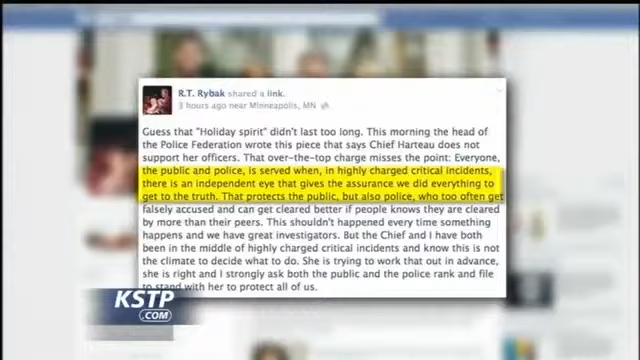 R.T. Rybak shared a link.
3 hours ago near Minneapolis, MN
Guess that "Holiday spirit" didn't last too long. This morning the head of
the Police Federation wrote this piece that says Chief Harteau does not
support her officers. That over-the-top charge misses the point: Everyone,
the public and police, is served when, in highly charged critical incidents,
there is an independent eye that gives the assurance we did everything to
get to the truth. That protects the public, but also police, who too often get
falsely accused and can get cleared better if people knows they are cleared
by more than their peers. This shouldn't happened every time something
happens and we have great investigators. But the Chief and I have both
been in the middle of highly charged critical incidents and know this is not
the climate to decide what to do. She is trying to work that out in advance,
she is right and I strongly ask both the public and the police rank and file
to stand with her to protect all of us.
KSTP
.COM